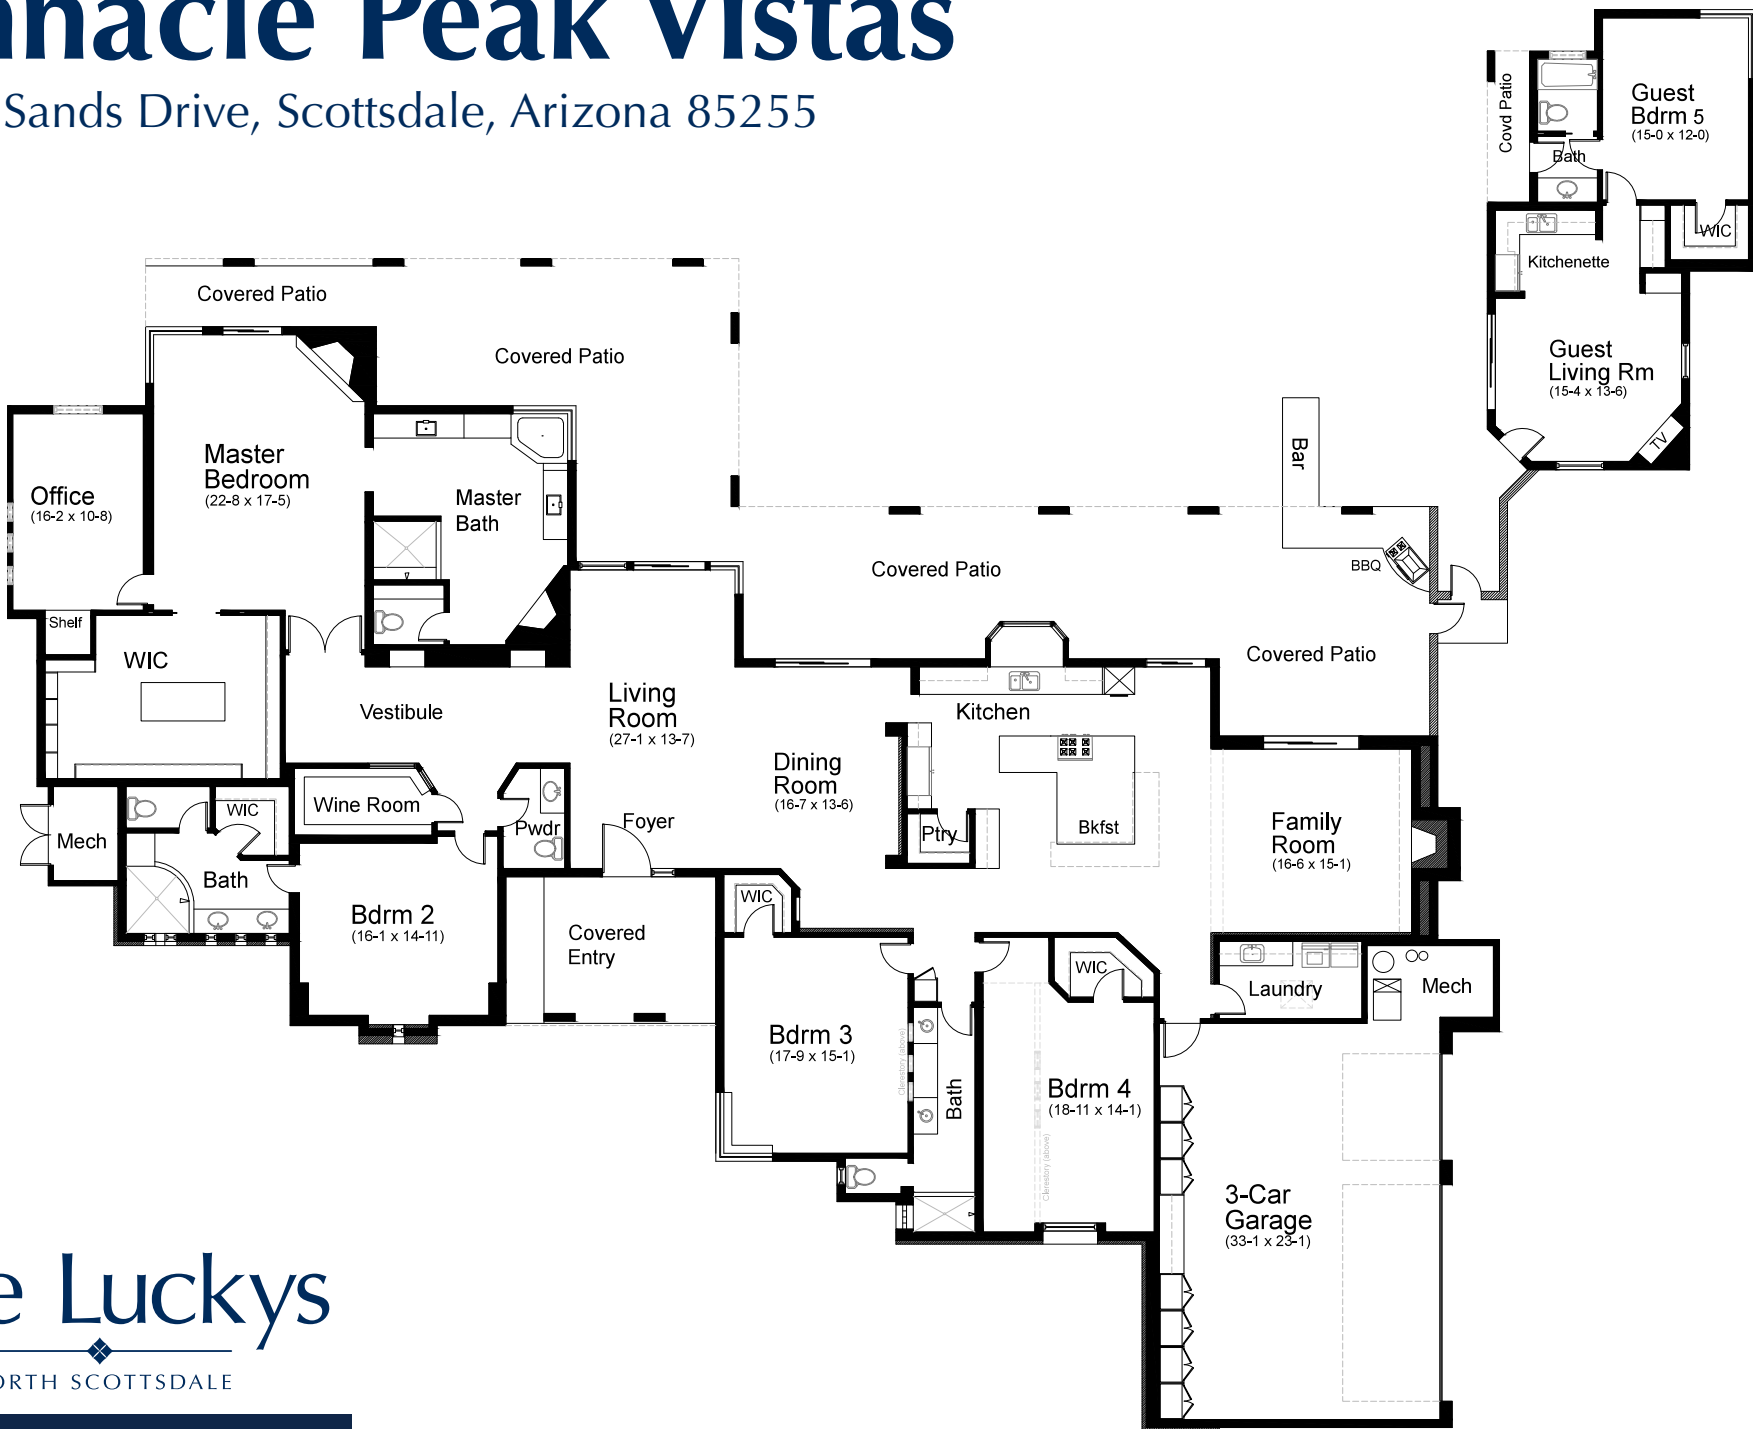 nnacle Peak Vistas
Sands Drive, Scottsdale, Arizona 85255
Guest
Bdrm 5
(15-0 x 12-0)
Covd Patio
Bath
WIC
Kitchenette
Guest
Living Rm
(15-4 x 13-6)
TV
Covered Patio
Covered Patio
Master
Bedroom
(22-8 x 17-5)
Office
(16-2 x 10-8)
Master
Bath
Bar
BBQ
Covered Patio
Covered Patio
Shelf
WIC
Vestibule
Living
Room
(27-1 x 13-7)
Kitchen
Dining
Room
(16-7 x 13-6)
Wine Room
WIC
Mech
Pwdr
Foyer
Ptry
Bkfst
Family
Room
(16-6 x 15-1)
Bath
Bdrm 2
(16-1 x 14-11)
Covered
Entry
WIC
WIC
Laundry
Mech
Bdrm 3
(17-9 x 15-1)
Clerestory (above)
Bath
Clerestory (above)
Bdrm 4
(18-11 x 14-1)
3-Car
Garage
(33-1 x 23-1)
e Luckys
ORTH SCOTTSDALE